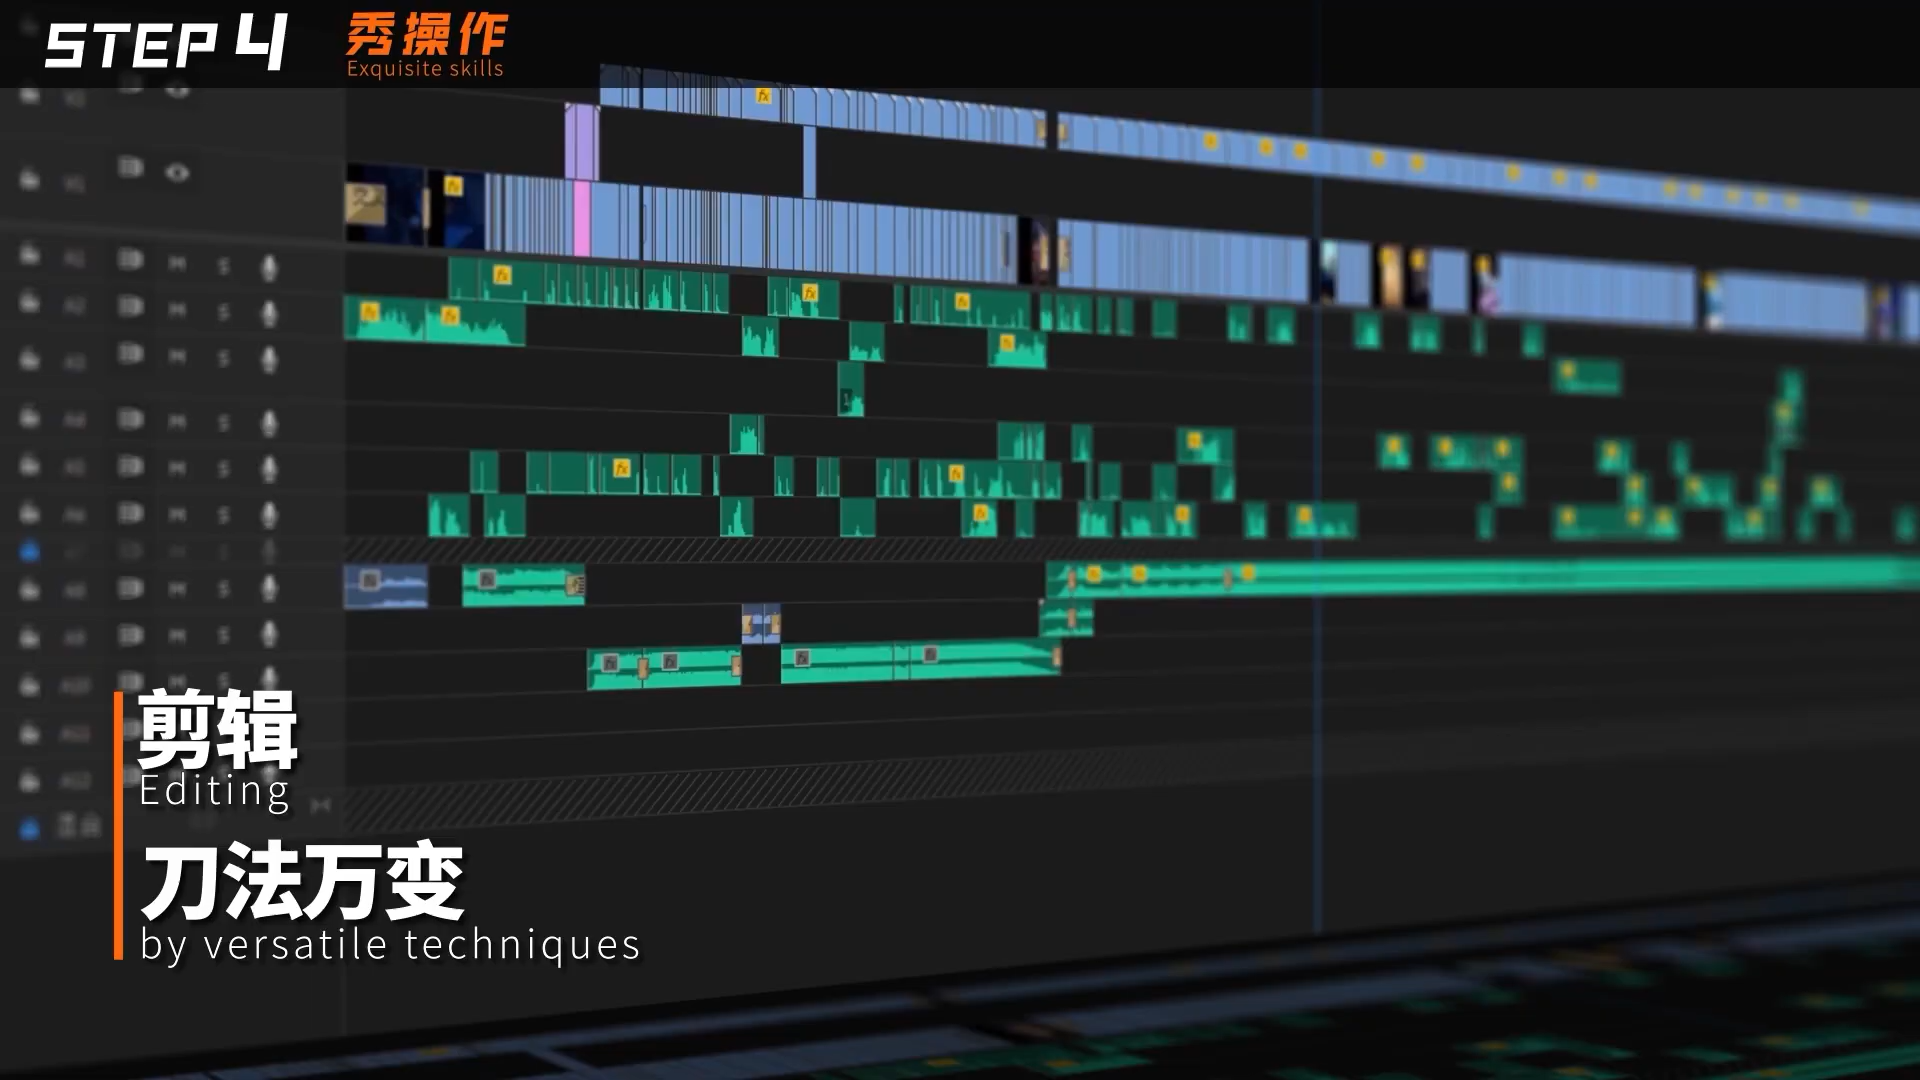 STEP 4
秀操作
Exquisite skills
剪辑
Editing
刀法万变
by versatile techniques